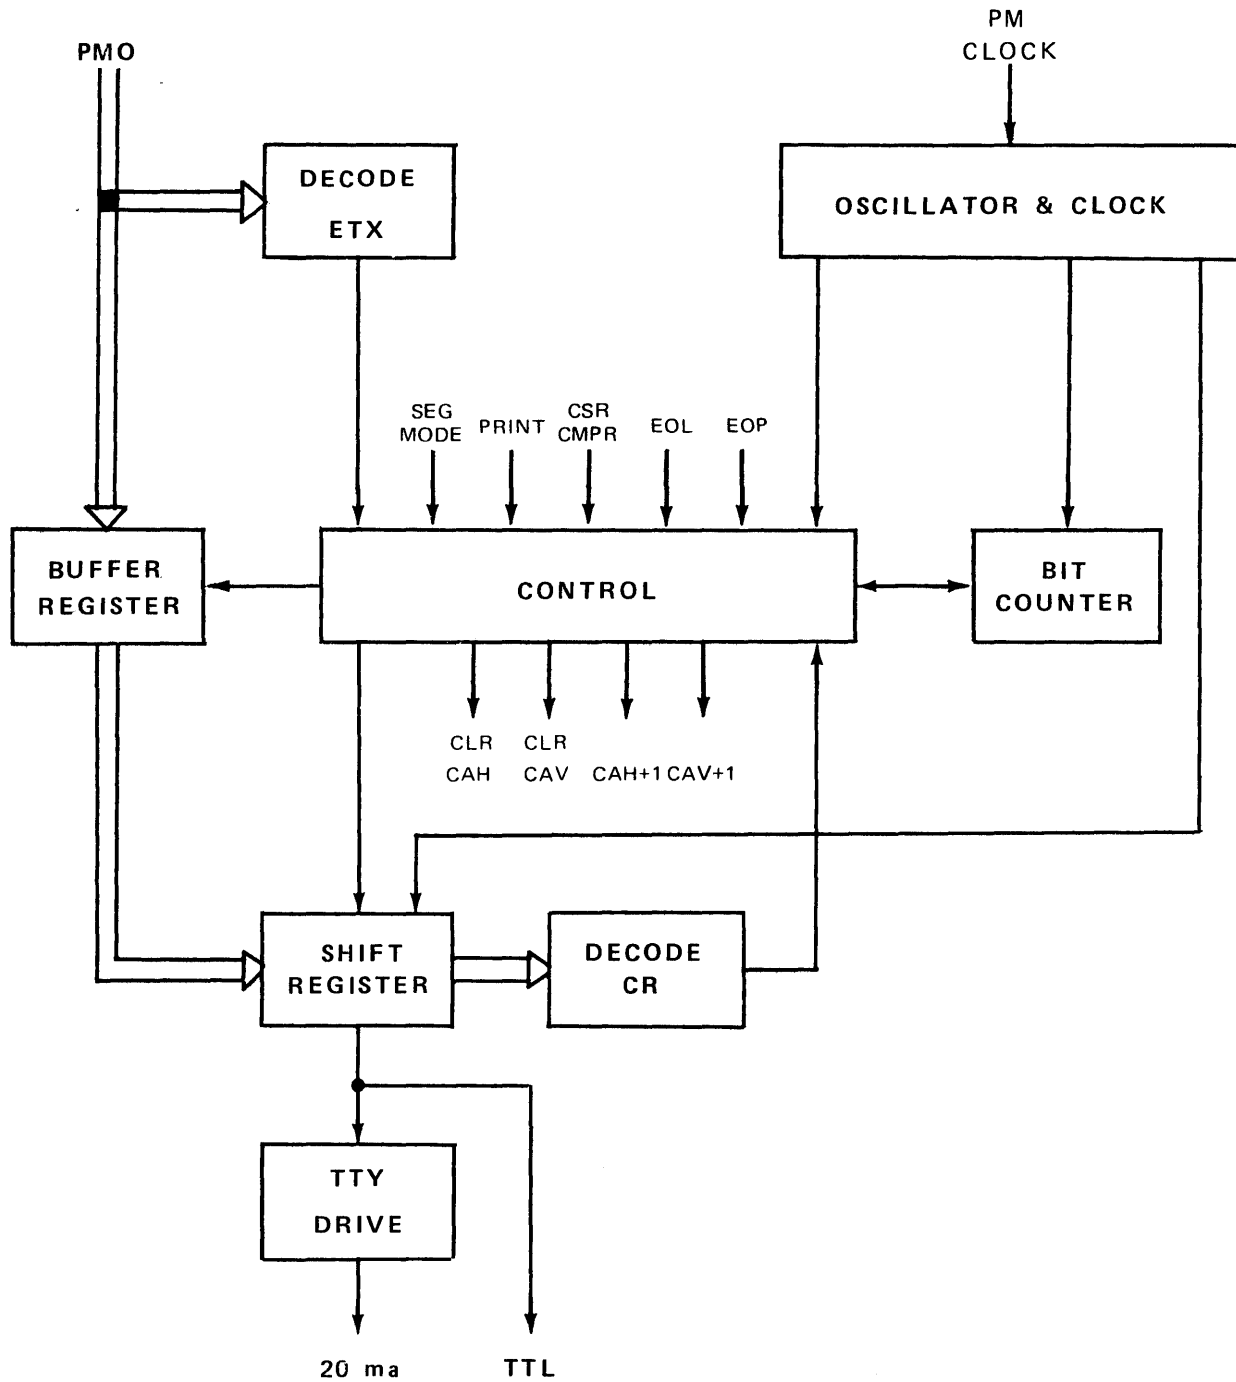 PMO
PM
CLOCK
DECODE
ETX
OSCILLATOR & CLOCK
SEG
MODE
PRINT
CSR
CMPR
EOL
EOP
BUFFER
REGISTER
CONTROL
BIT
COUNTER
CLR
CAH
CLR
CAV
CAH+1
CAV+1
SHIFT
REGISTER
DECODE
CR
TTY
DRIVE
20 ma
TTL